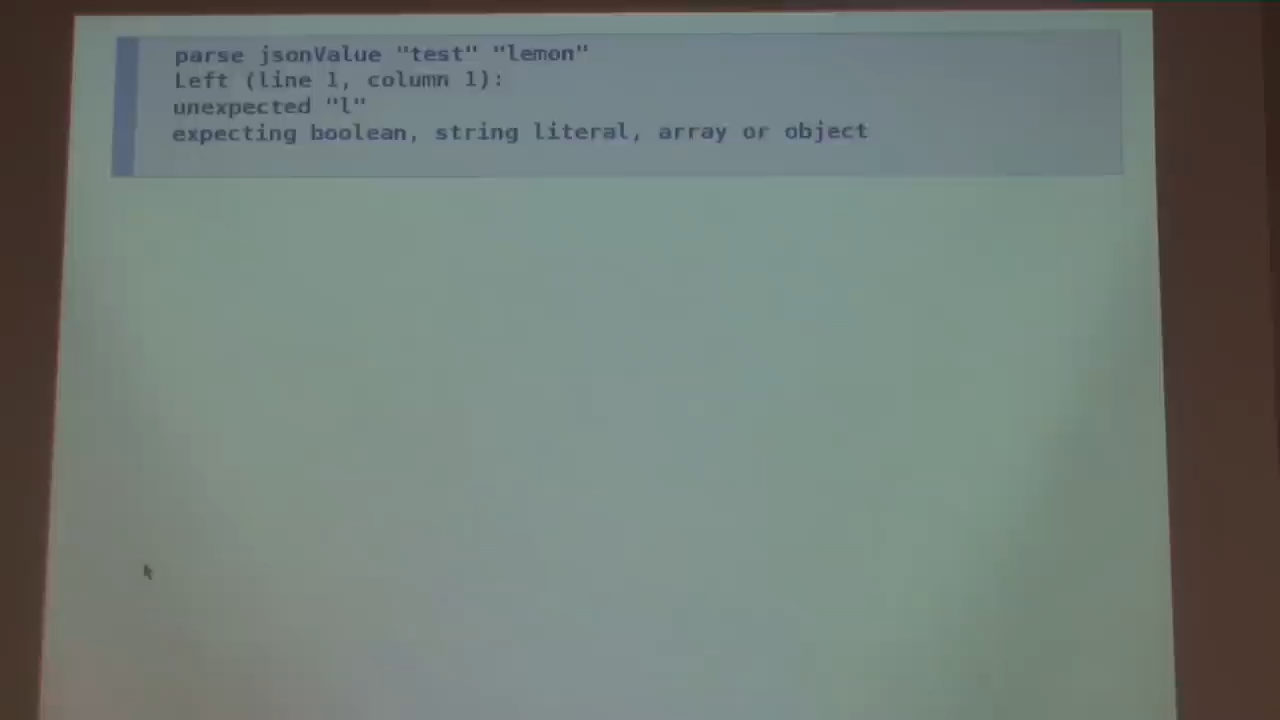 parse jsonValue "test" "lemon"
Left (line 1, column 1):
unexpected "l"
expecting boolean, string literal, array or object